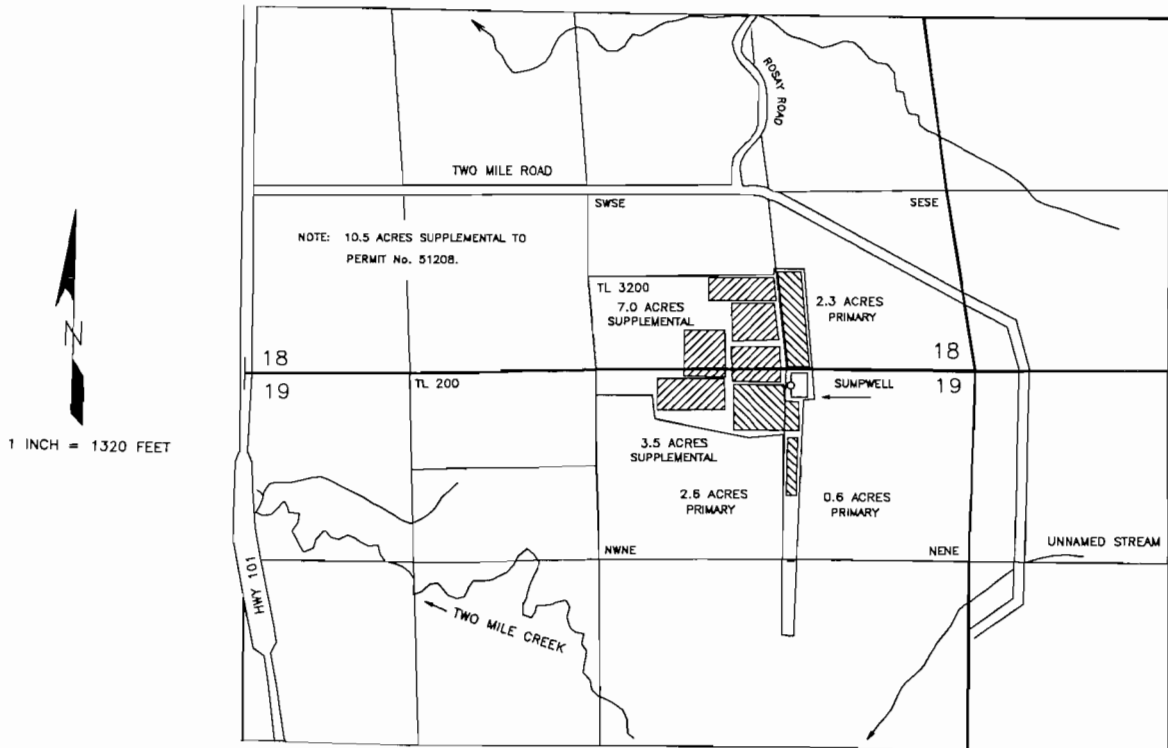 ROSAY ROAD
TWO MILE ROAD
SWSE
SESE
NOTE: 10.5 ACRES SUPPLEMENTAL TO
PERMIT No. 51208.
N
TL 3200
7.0 ACRES
SUPPLEMENTAL
2.3 ACRES
PRIMARY
18
18
19
TL 200
SUMPWELL
19
1 INCH = 1320 FEET
3.5 ACRES
SUPPLEMENTAL
2.6 ACRES
PRIMARY
0.6 ACRES
PRIMARY
UNNAMED STREAM
NWNE
NENE
HWY 101
TWO MILE CREEK